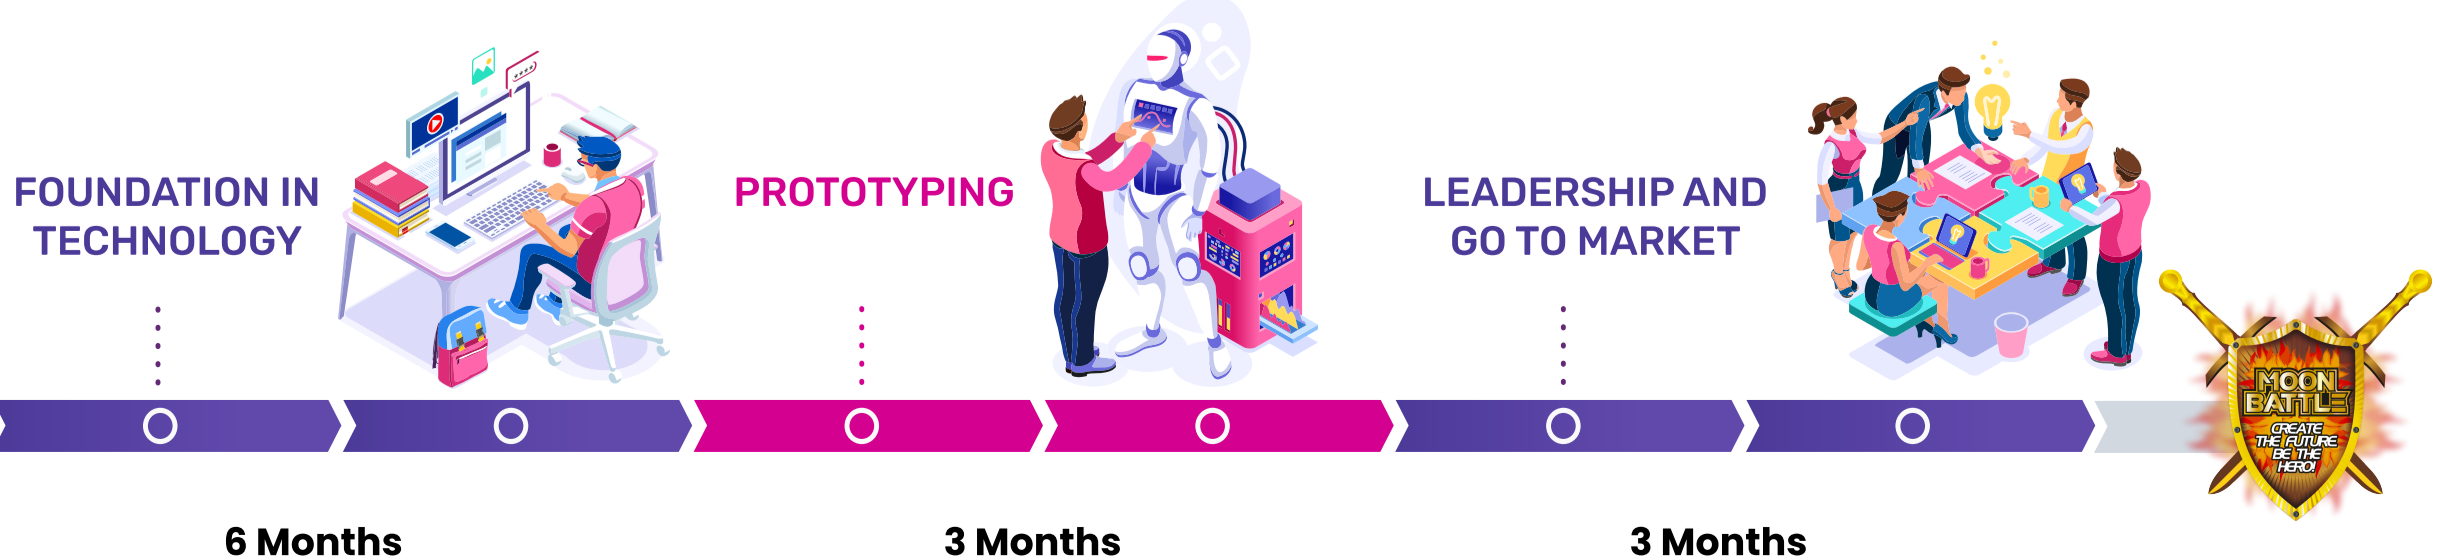 FOUNDATION IN
TECHNOLOGY
PROTOTYPING
LEADERSHIP AND
GO TO MARKET
MOON
BATTLE
CREATE
THE FUTURE
BE THE
HERO!
6 Months
3 Months
3 Months